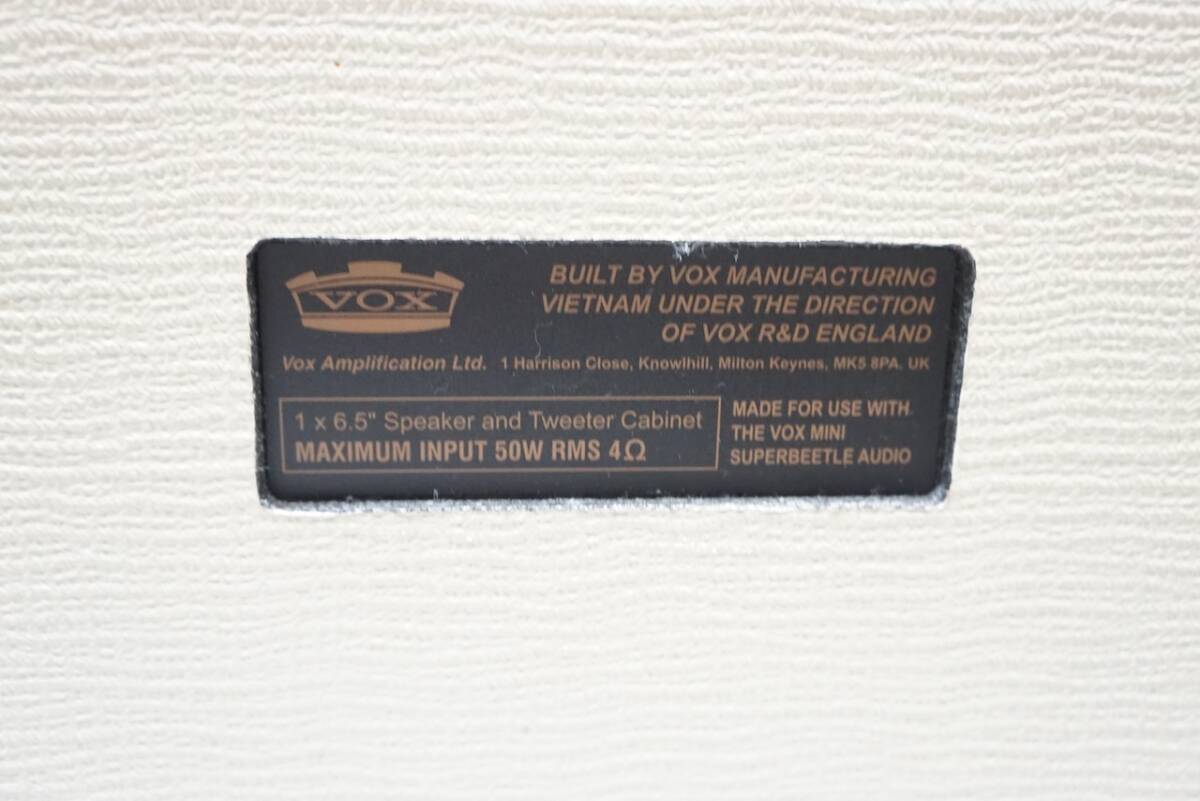 VOX
BUILT BY VOX MANUFACTURING
VIETNAM UNDER THE DIRECTION
OF VOX R&D ENGLAND
Vox Amplification Ltd. 1 Harrison Close, Knowlhill, Milton Keynes, MK5 8PA. UK
1 x 6.5" Speaker and Tweeter Cabinet
MAXIMUM INPUT 50W RMS 4Ω
MADE FOR USE WITH
THE VOX MINI
SUPERBEETLE AUDIO